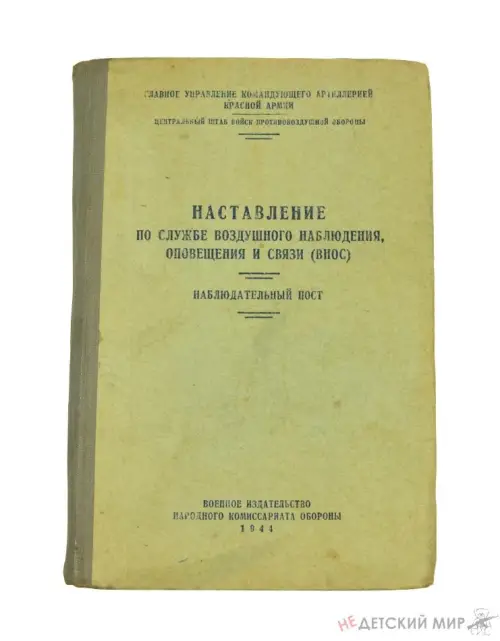 ГЛАВНОЕ УПРАВЛЕНИЕ КОМАНДУЮЩЕГО АРТИЛЛЕРИЕЙ
КРАСНОЙ АРМИИ
ЦЕНТРАЛЬНЫЙ ШТАБ ВОЙСК ПРОТИВОВОЗДУШНОЙ ОБОРОНЫ
НАСТАВЛЕНИЕ
ПО СЛУЖБЕ ВОЗДУШНОГО НАБЛЮДЕНИЯ,
ОПОВЕЩЕНИЯ И СВЯЗИ (ВНОС)
НАБЛЮДАТЕЛЬНЫЙ ПОСТ
ВОЕННОЕ ИЗДАТЕЛЬСТВО
НАРОДНОГО КОМИССАРИАТА ОБОРОНЫ
1944
НЕДЕТСКИЙ МИР